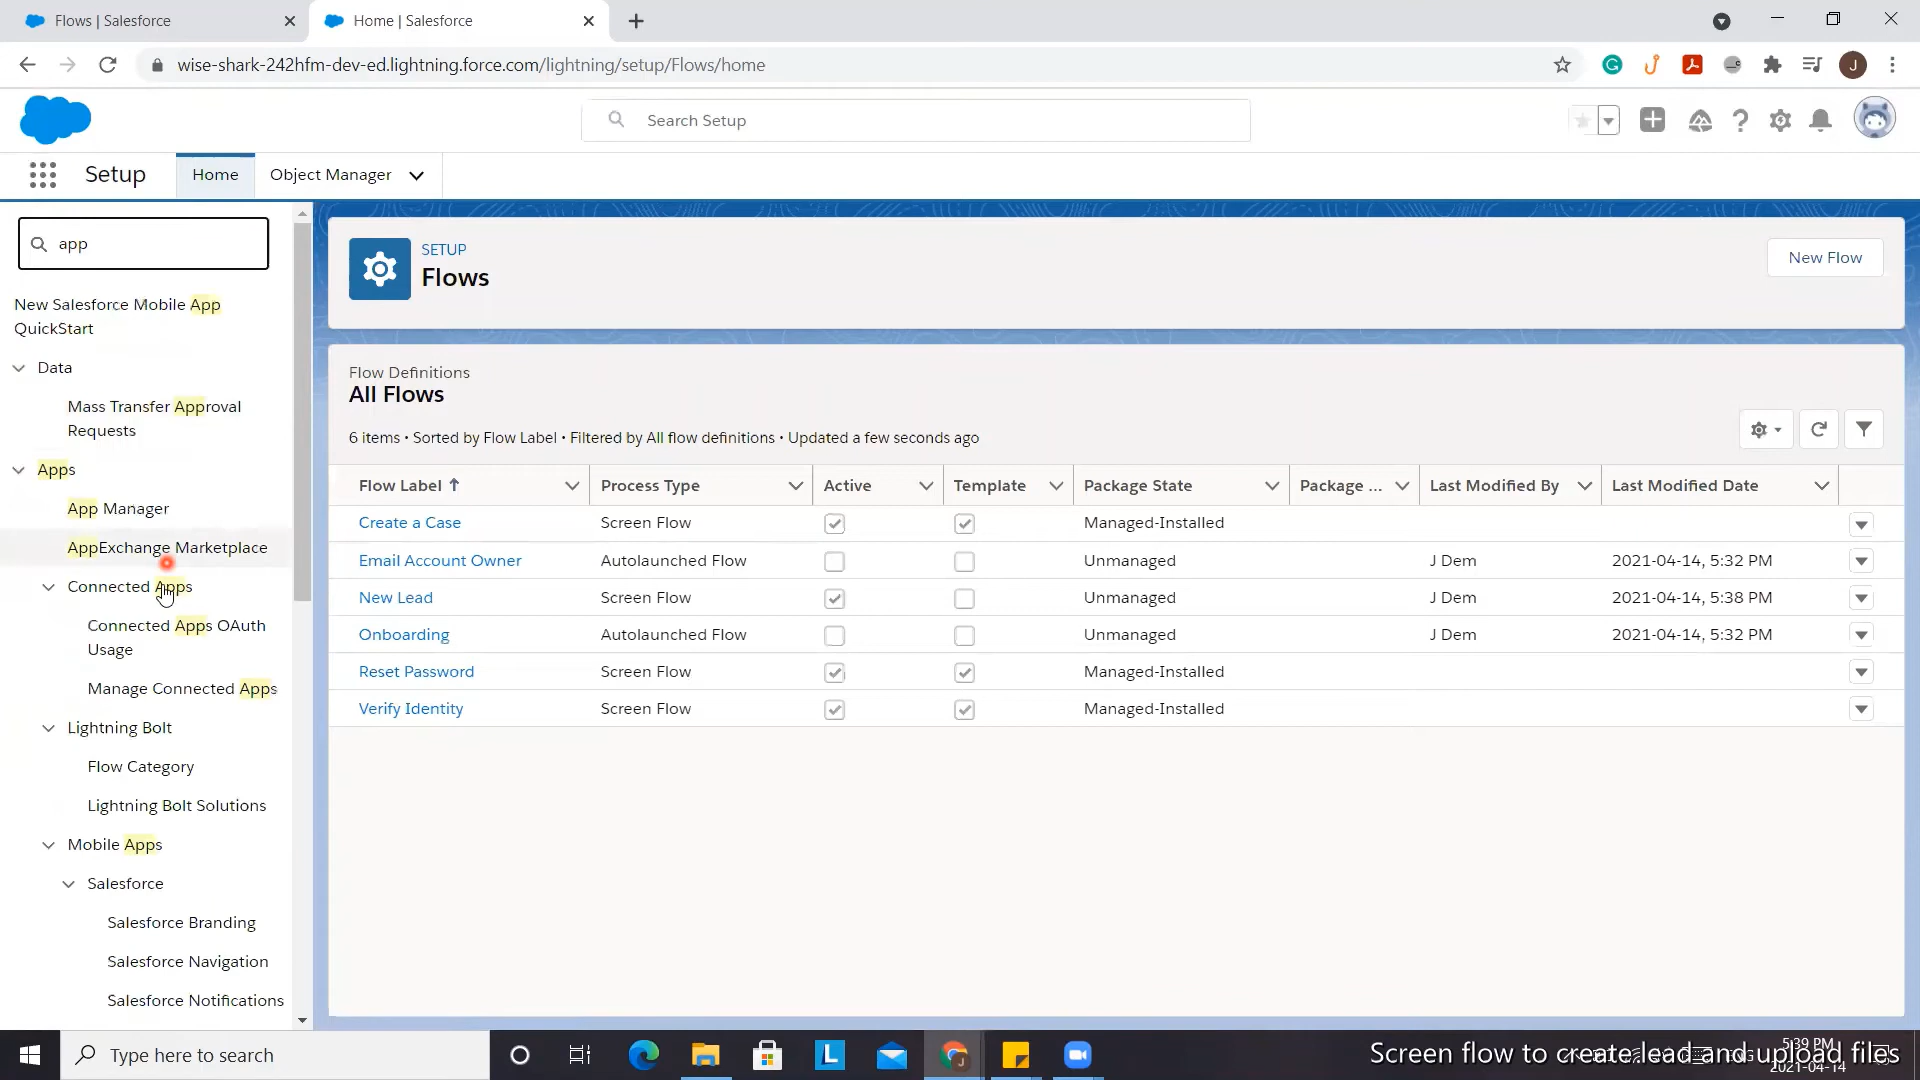 Flows | Salesforce
Home | Salesforce
wise-shark-242hfm-dev-ed.lightning.force.com/lightning/setup/Flows/home
J
Search Setup
Setup
Home
Object Manager
app
New Salesforce Mobile App
QuickStart
Data
Mass Transfer Approval
Requests
Apps
App Manager
AppExchange Marketplace
Connected Apps
Connected Apps OAuth
Usage
Manage Connected Apps
Lightning Bolt
Flow Category
Lightning Bolt Solutions
Mobile Apps
Salesforce
Salesforce Branding
Salesforce Navigation
Salesforce Notifications
SETUP
Flows
New Flow
Flow Definitions
All Flows
6 items • Sorted by Flow Label • Filtered by All flow definitions • Updated a few seconds ago
Flow Label Process Type Active Template Package State Package ... Last Modified By Last Modified Date
Create a Case Screen Flow Managed-Installed
Email Account Owner Autolaunched Flow Unmanaged J Dem 2021-04-14, 5:32 PM
New Lead Screen Flow Unmanaged J Dem 2021-04-14, 5:38 PM
Onboarding Autolaunched Flow Unmanaged J Dem 2021-04-14, 5:32 PM
Reset Password Screen Flow Managed-Installed
Verify Identity Screen Flow Managed-Installed
Type here to search
L
Screen flow to create lead and upload files
5:39 PM
2021-04-14